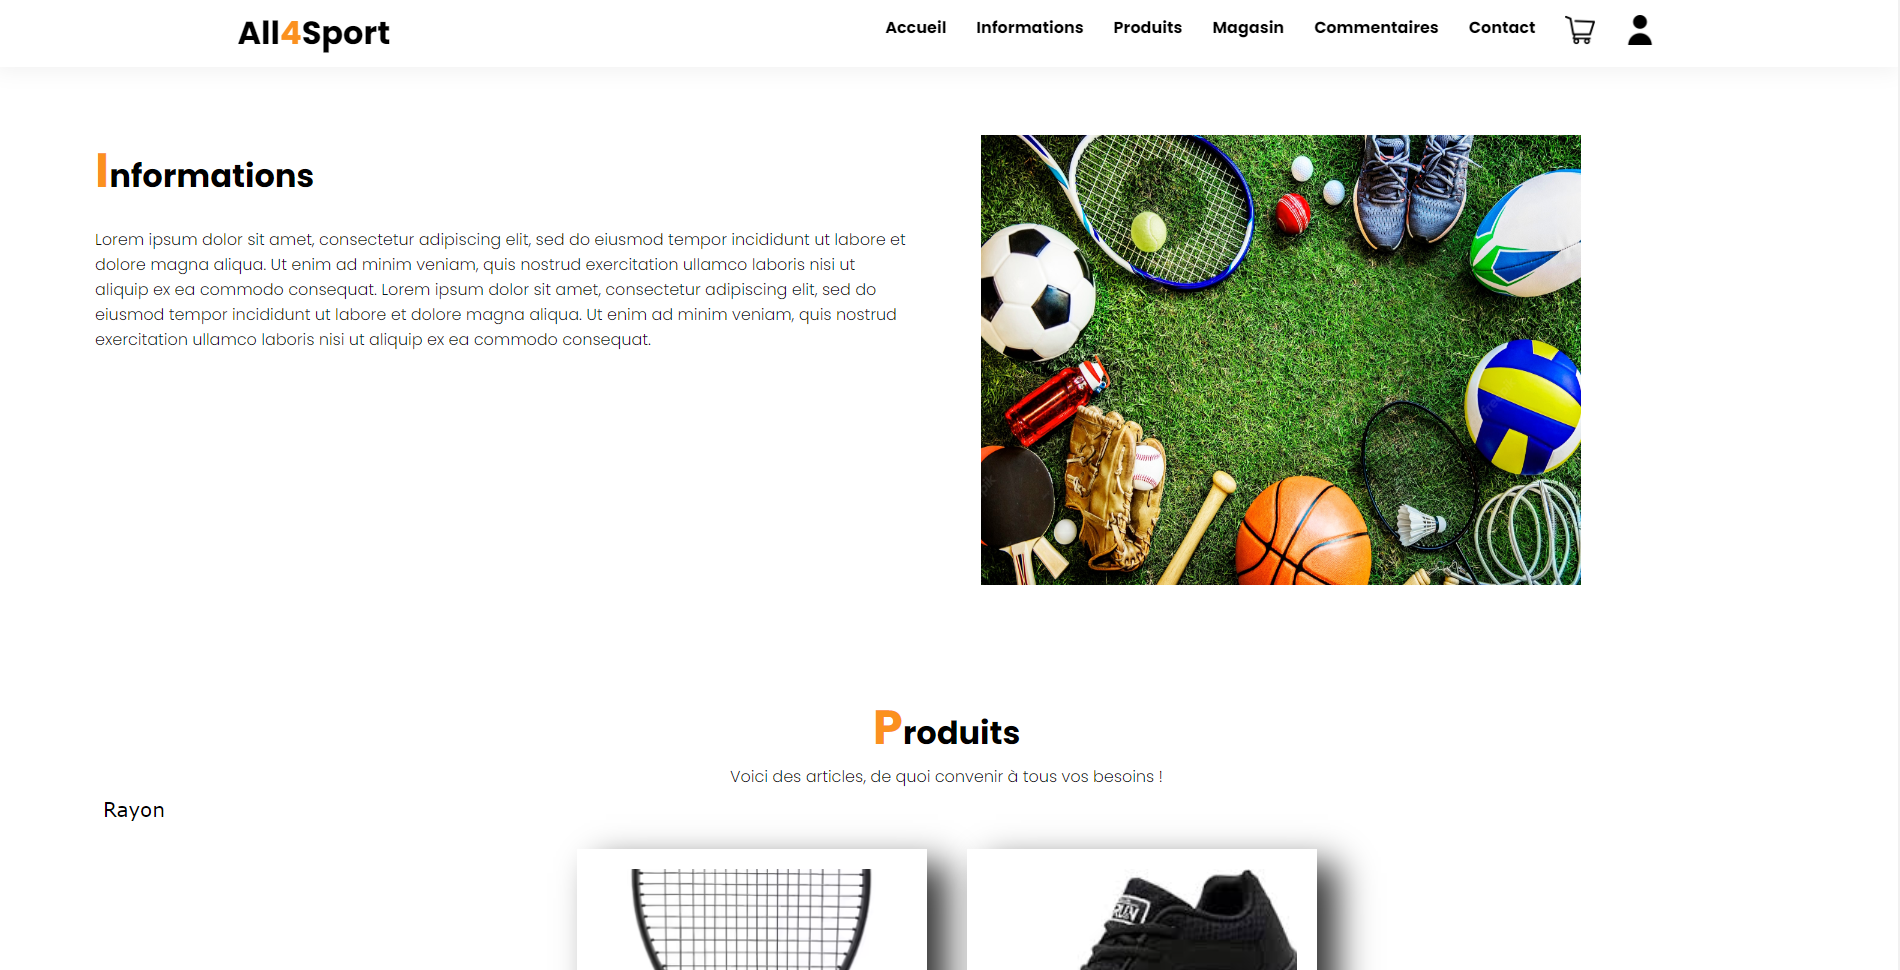 All4Sport
Accueil Informations Produits Magasin Commentaires Contact
Informations
Lorem ipsum dolor sit amet, consectetur adipiscing elit, sed do eiusmod tempor incididunt ut labore et
dolore magna aliqua. Ut enim ad minim veniam, quis nostrud exercitation ullamco laboris nisi ut
aliquip ex ea commodo consequat. Lorem ipsum dolor sit amet, consectetur adipiscing elit, sed do
eiusmod tempor incididunt ut labore et dolore magna aliqua. Ut enim ad minim veniam, quis nostrud
exercitation ullamco laboris nisi ut aliquip ex ea commodo consequat.
Produits
Voici des articles, de quoi convenir à tous vos besoins !
Rayon
RUN